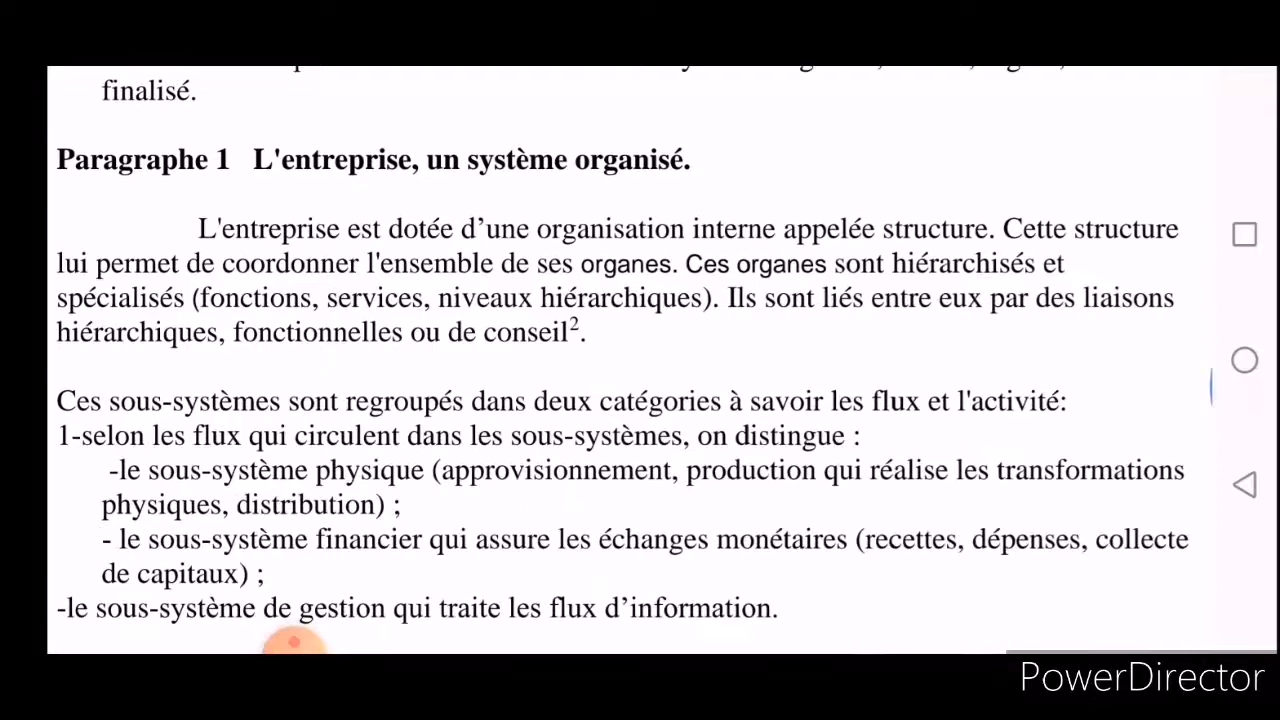 finalisé.
Paragraphe 1 L'entreprise, un système organisé.
L'entreprise est dotée d’une organisation interne appelée structure. Cette structure
lui permet de coordonner l'ensemble de ses organes. Ces organes sont hiérarchisés et
spécialisés (fonctions, services, niveaux hiérarchiques). Ils sont liés entre eux par des liaisons
hiérarchiques, fonctionnelles ou de conseil².
Ces sous-systèmes sont regroupés dans deux catégories à savoir les flux et l'activité:
1-selon les flux qui circulent dans les sous-systèmes, on distingue :
-le sous-système physique (approvisionnement, production qui réalise les transformations
physiques, distribution) ;
- le sous-système financier qui assure les échanges monétaires (recettes, dépenses, collecte
de capitaux) ;
-le sous-système de gestion qui traite les flux d’information.
PowerDirector